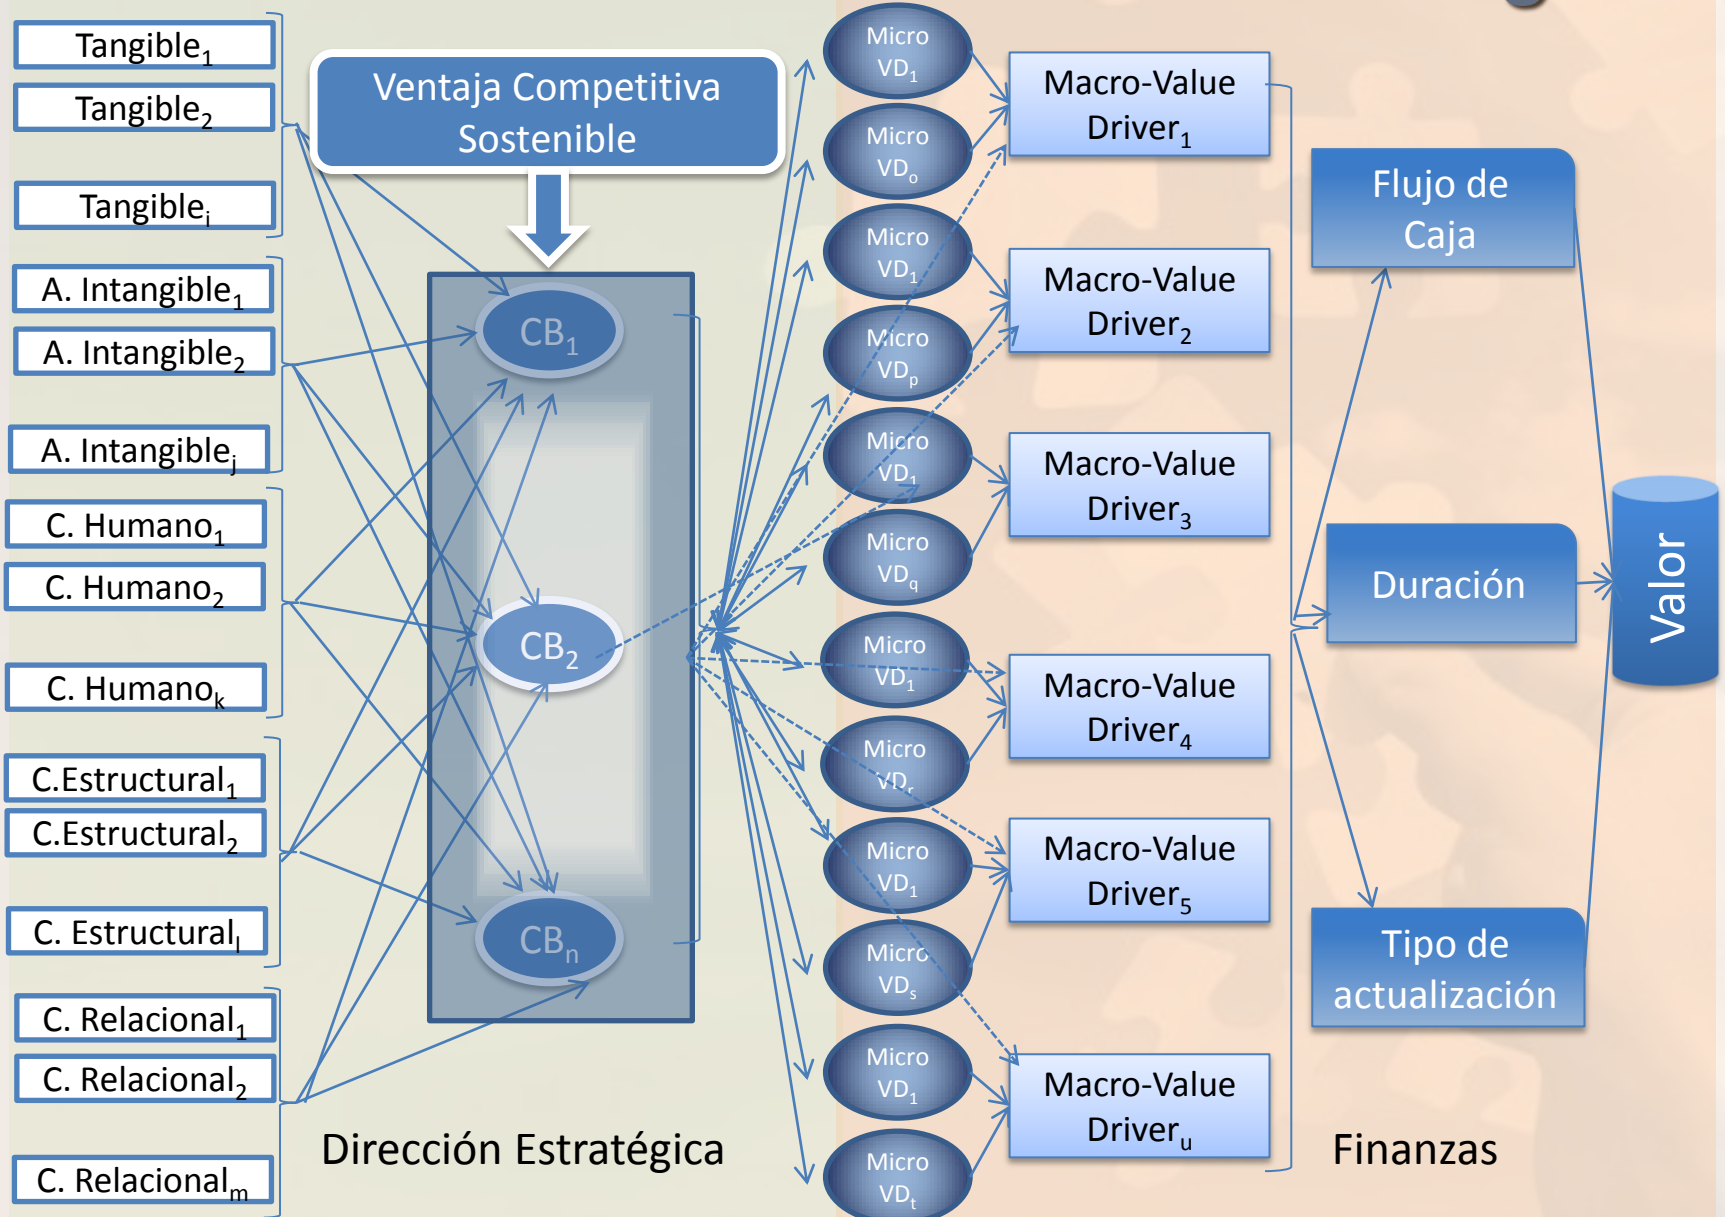 Tangible₁
Tangible₂
Tangibleᵢ
A. Intangible₁
A. Intangible₂
A. Intangibleⱼ
C. Humano₁
C. Humano₂
C. Humanoₖ
C.Estructural₁
C.Estructural₂
C. Estructuralₗ
C. Relacional₁
C. Relacional₂
C. Relacionalₘ
Ventaja Competitiva
Sostenible
CB₁
CB₂
CBₙ
Dirección Estratégica
Micro
VD₁
Micro
VDₒ
Micro
VD₁
Micro
VDₚ
Micro
VD₁
Micro
VD_q
Micro
VD₁
Micro
VDᵣ
Micro
VD₁
Micro
VDₛ
Micro
VD₁
Micro
VDₜ
Macro-Value
Driver₁
Macro-Value
Driver₂
Macro-Value
Driver₃
Macro-Value
Driver₄
Macro-Value
Driver₅
Macro-Value
Driverᵤ
Flujo de
Caja
Duración
Tipo de
actualización
Valor
Finanzas